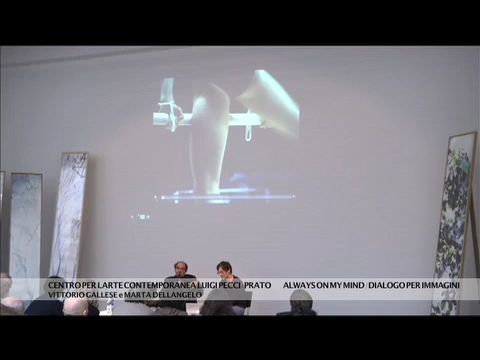 CENTRO PER LARTE CONTEMPORANEA LUIGI PECCI PRATO ALWAYS ON MY MIND / DIALOGO PER IMMAGINI
VITTORIO GALLESE e MARTA DELLANGELO